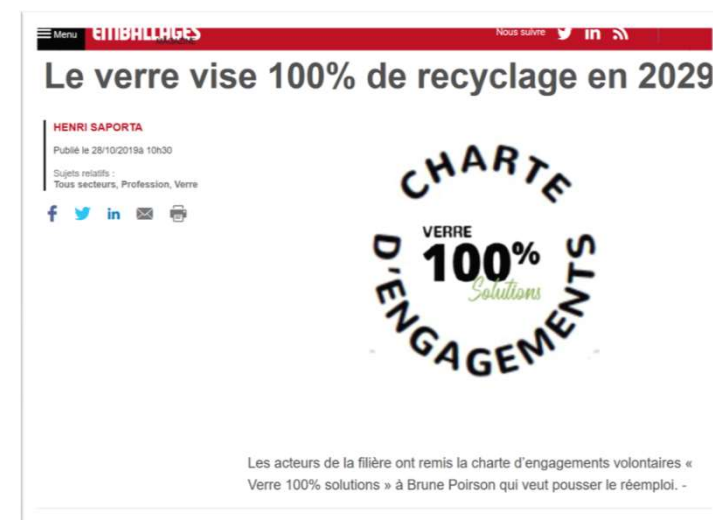 Menu EMBALLAGES MAGAZINE Nous suivre
Le verre vise 100% de recyclage en 2029
HENRI SAPORTA
Publié le 28/10/2019à 10h30
Sujets relatifs :
Tous secteurs, Profession, Verre
CHARTE D'ENGAGEMENTS
VERRE
100%
Solutions
Les acteurs de la filière ont remis la charte d'engagements volontaires «
Verre 100% solutions » à Brune Poirson qui veut pousser le réemploi. -